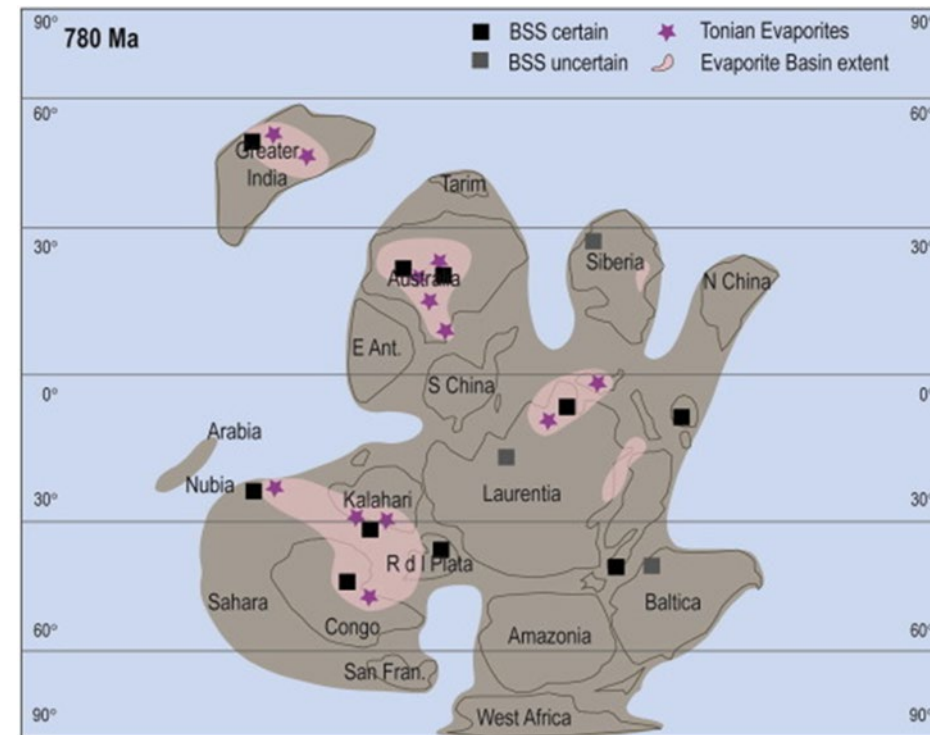 90°
90°
780 Ma
BSS certain
Tonian Evaporites
BSS uncertain
Evaporite Basin extent
60°
60°
Greater
India
Tarim
30°
30°
Siberia
Australia
N China
E Ant.
S China
0°
0°
Arabia
Nubia
Kalahari
Laurentia
30°
30°
R d l Plata
Sahara
Baltica
Congo
Amazonia
60°
60°
San Fran.
West Africa
90°
90°